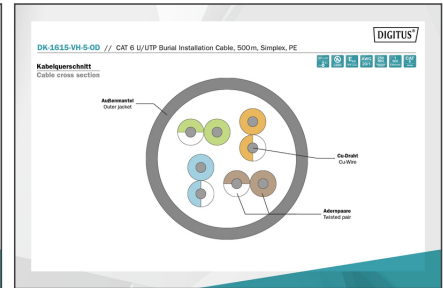 DIGITUS®
DK-1615-VH-5-OD // CAT 6 U/UTP Burial Installation Cable, 500m, Simplex, PE
Kabelquerschnitt
Cable cross section
Außenmantel
Outer jacket
Cu-Draht
Cu-Wire
Adernpaare
Twisted pair